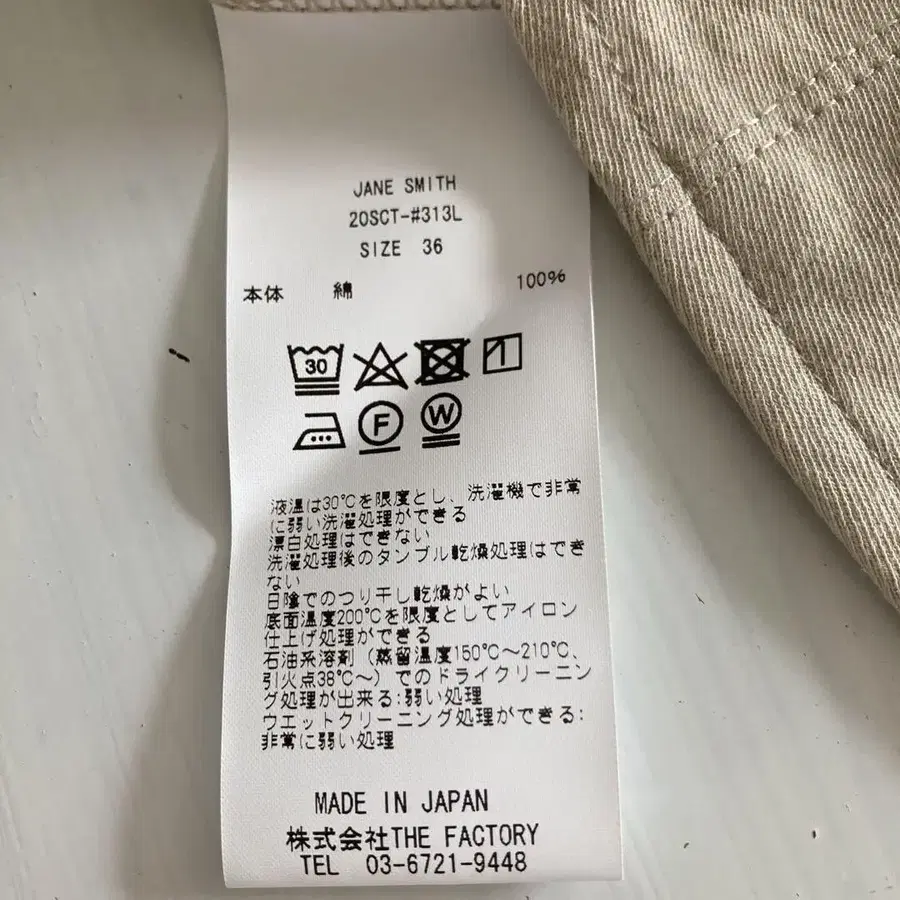 JANE SMITH
20SCT-#313L
SIZE 36
本体 綿 100%
30
F W
液温は30℃を限度とし、洗濯機で非常
に弱い洗濯処理ができる
漂白処理はできない
洗濯処理後のタンブル乾燥処理はでき
ない
日陰でのつり干し乾燥がよい
底面温度200℃を限度としてアイロン
仕上げ処理ができる
石油系溶剤（蒸留温度150℃～210℃、
引火点38℃～）でのドライクリーニン
グ処理が出来る:弱い処理
ウエットクリーニング処理ができる:
非常に弱い処理
MADE IN JAPAN
株式会社THE FACTORY
TEL 03-6721-9448